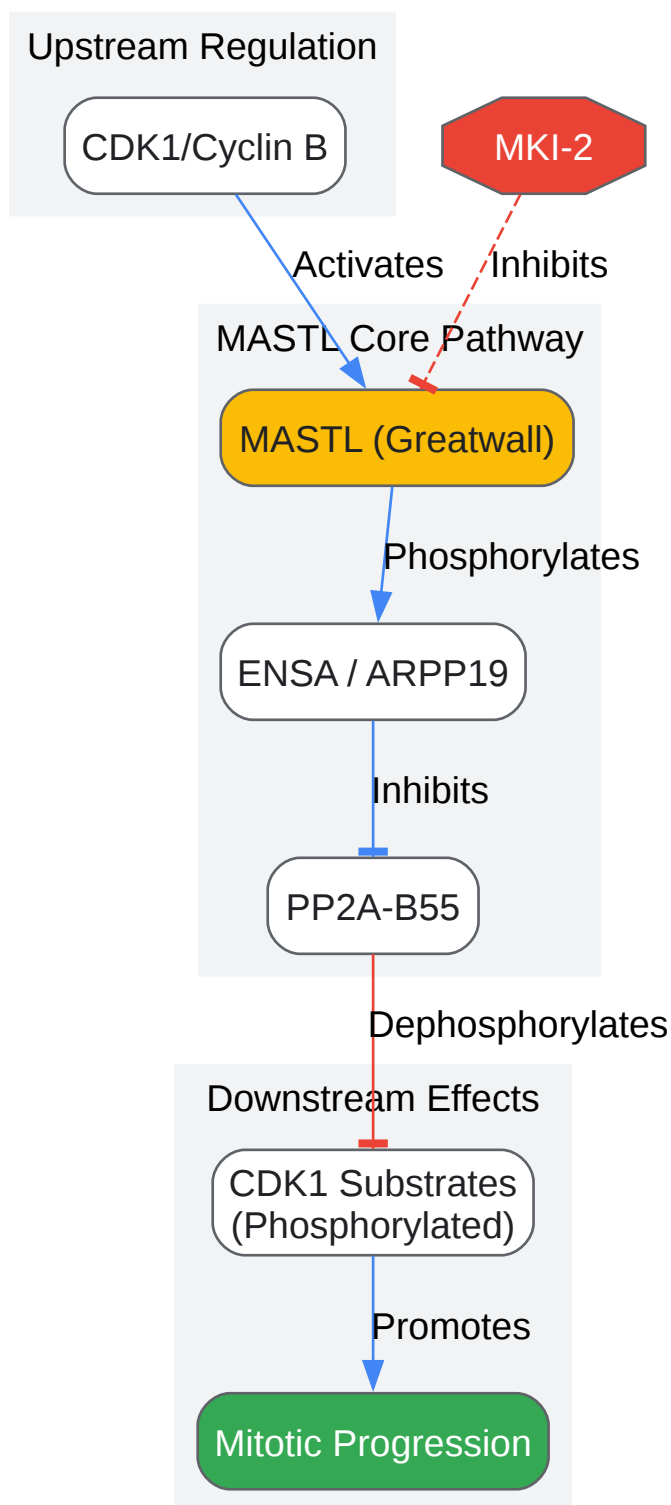 Upstream Regulation
CDK1/Cyclin B
MKI-2
Activates
Inhibits
MASTL Core Pathway
MASTL (Greatwall)
Phosphorylates
ENSA / ARPP19
Inhibits
PP2A-B55
Dephosphorylates
Downstream Effects
CDK1 Substrates
(Phosphorylated)
Promotes
Mitotic Progression